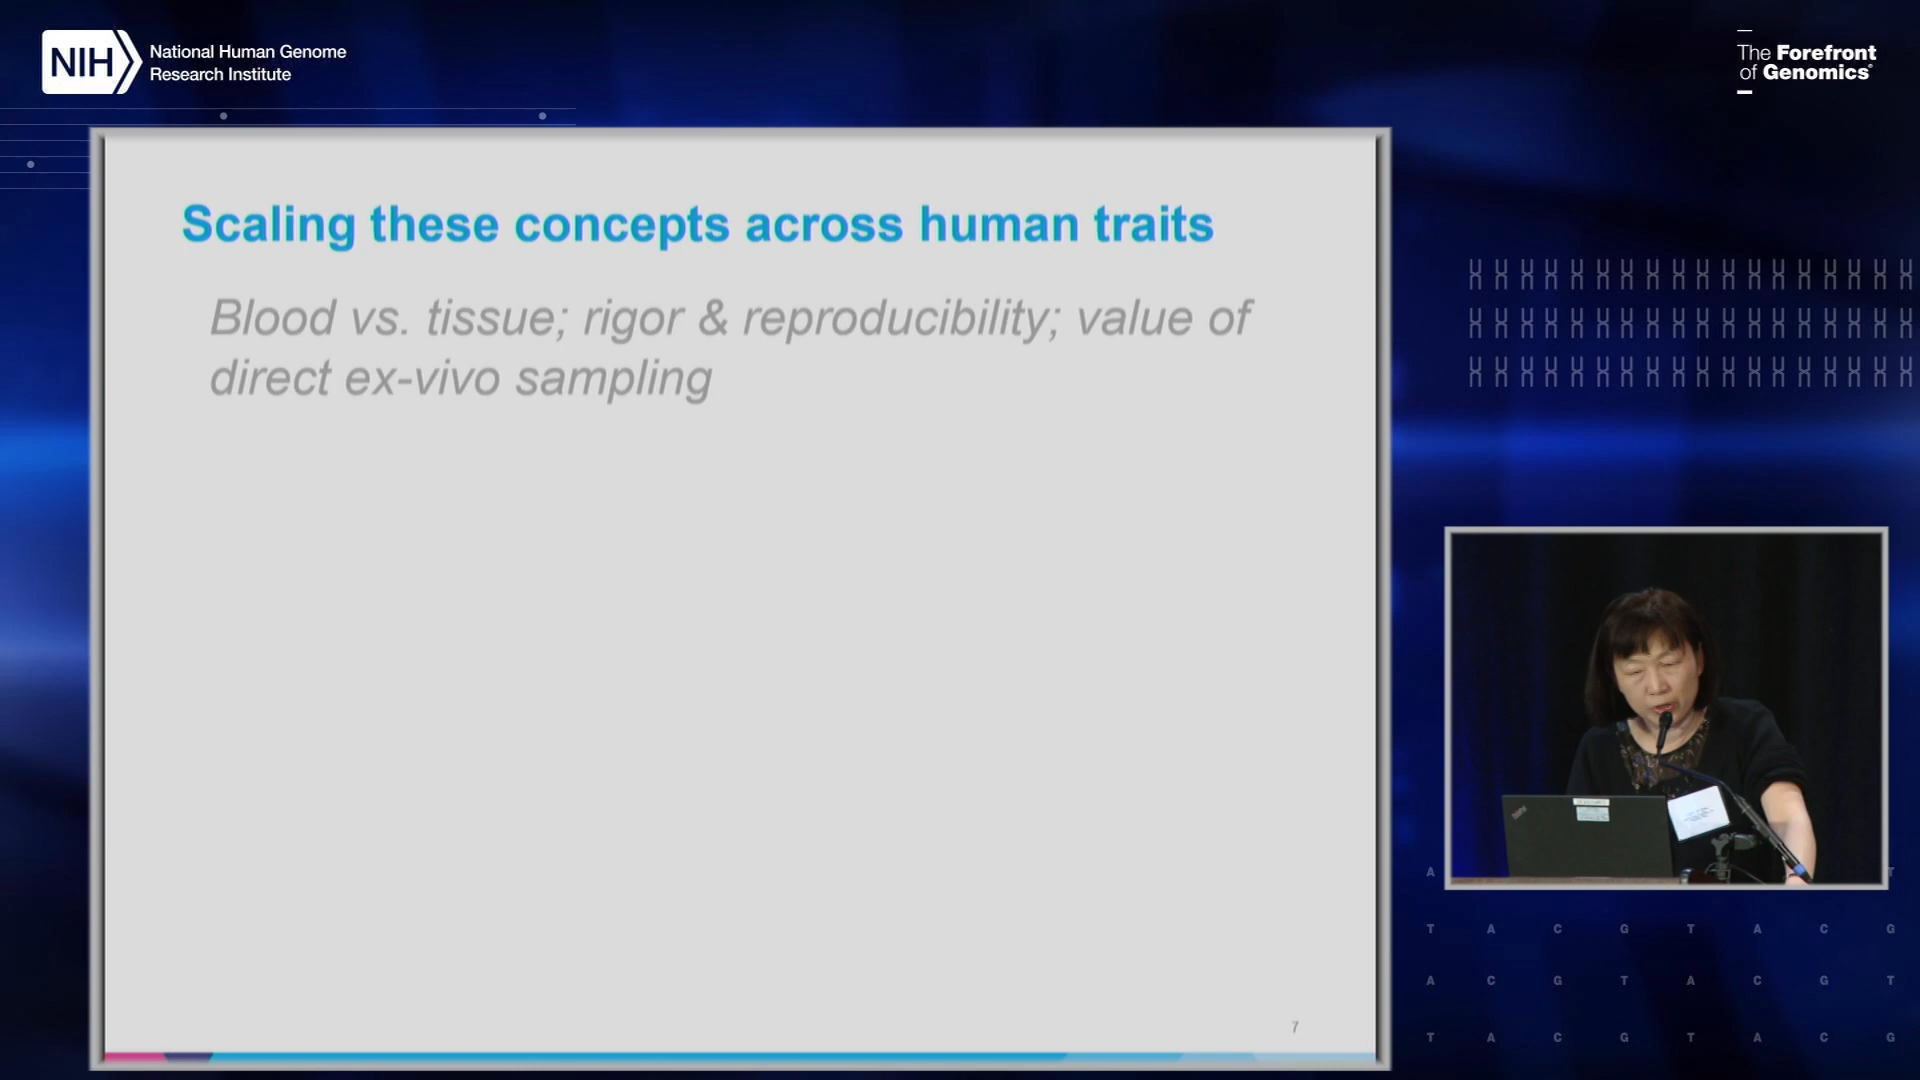 NIH
National Human Genome
Research Institute
The Forefront
of Genomics®
Scaling these concepts across human traits
Blood vs. tissue; rigor & reproducibility; value of
direct ex-vivo sampling
7
A T
T A C G T A C G
A C G T A C G T
T A C G T A C G